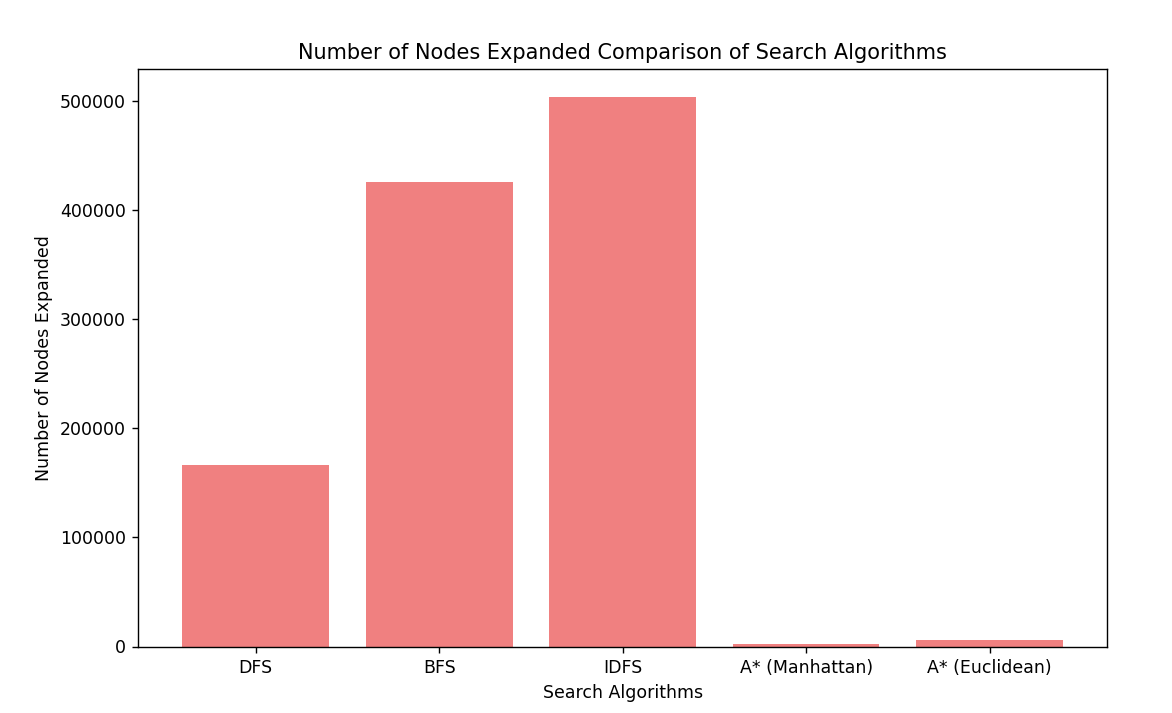 Number of Nodes Expanded Comparison of Search Algorithms
500000
400000
300000
200000
100000
0
Number of Nodes Expanded
DFS
BFS
IDFS
A* (Manhattan)
A* (Euclidean)
Search Algorithms